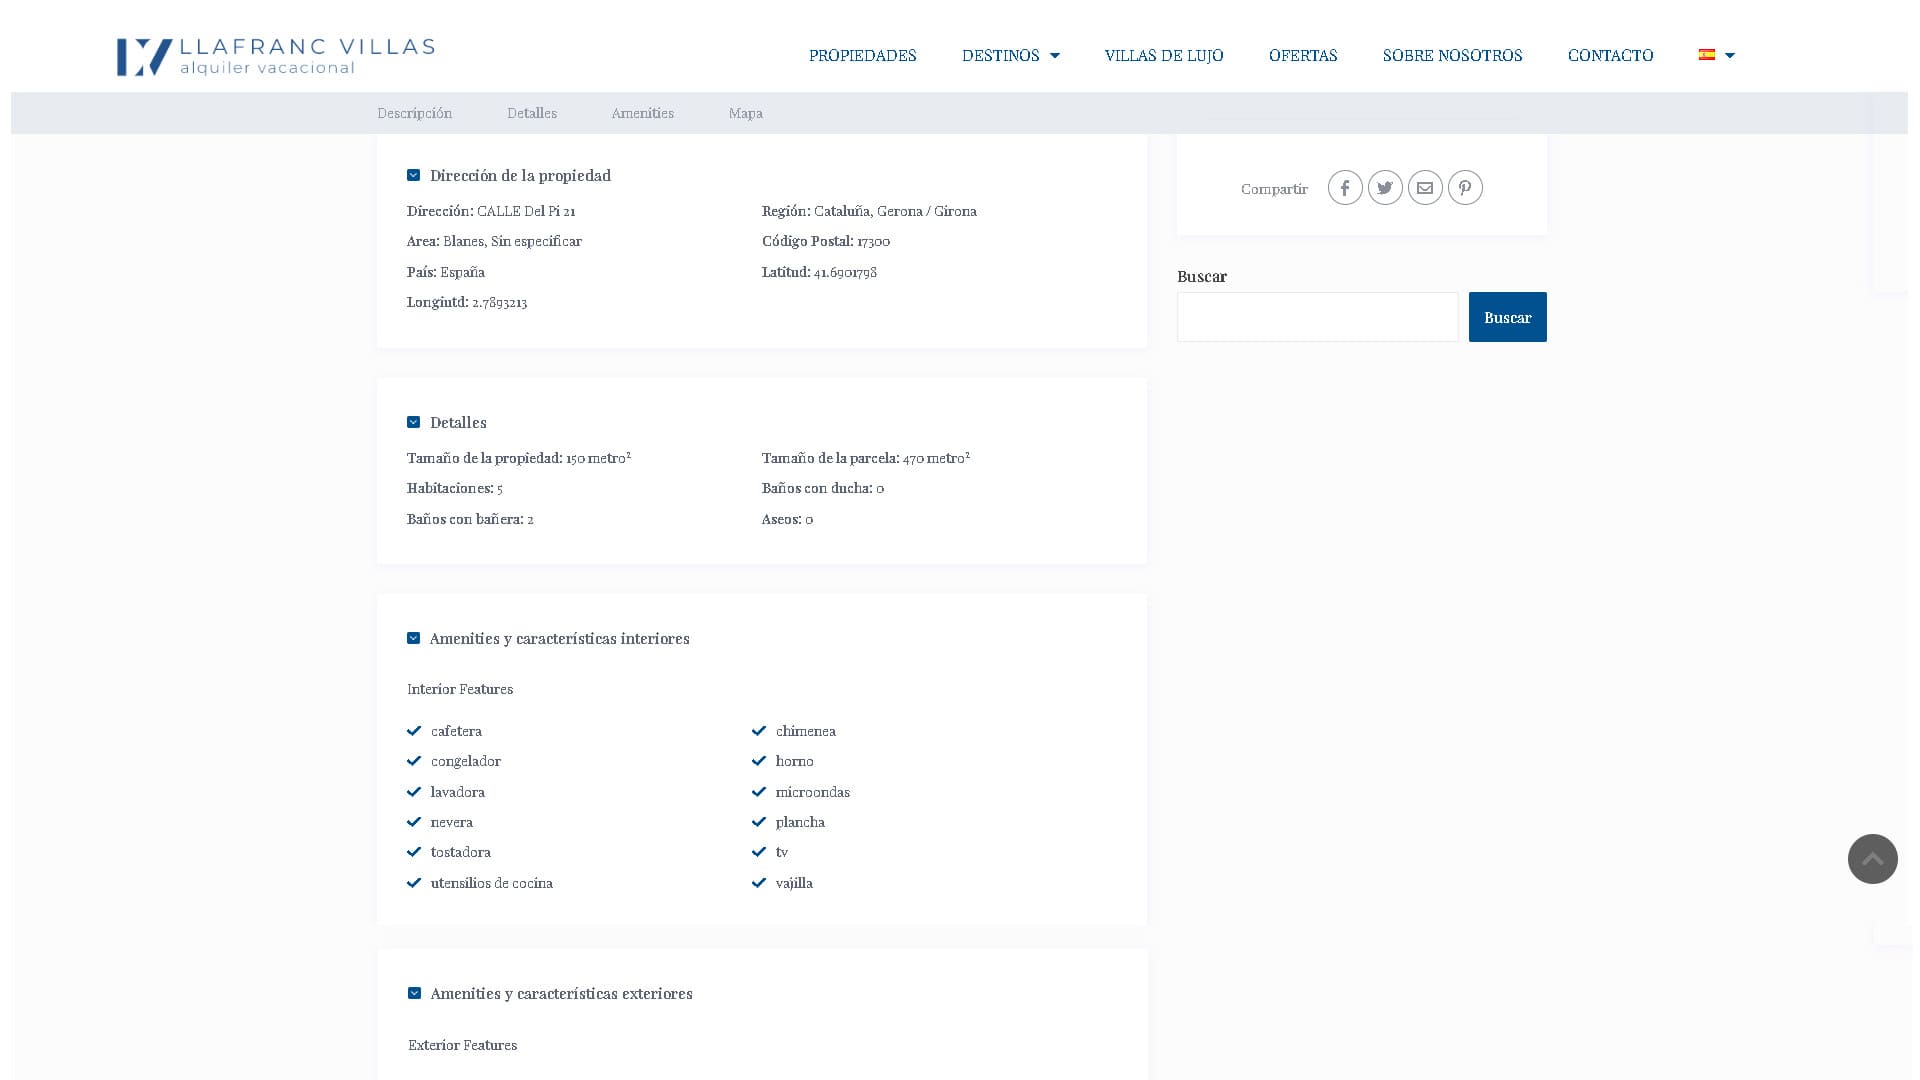 LLAFRANC VILLAS
alquiler vacacional
PROPIEDADES
DESTINOS
VILLAS DE LUJO
OFERTAS
SOBRE NOSOTROS
CONTACTO
Descripción
Detalles
Amenities
Mapa
Dirección de la propiedad
Dirección: CALLE Del Pi 21
Región: Cataluña, Gerona / Girona
Area: Blanes, Sin especificar
Código Postal: 17300
País: España
Latitud: 41.6901798
Longintd: 2.7893213
Compartir
Buscar
Buscar
Detalles
Tamaño de la propiedad: 150 metro²
Tamaño de la parcela: 470 metro²
Habitaciones: 5
Baños con ducha: 0
Baños con bañera: 2
Aseos: 0
Amenities y características interiores
Interior Features
cafetera
chimenea
congelador
horno
lavadora
microondas
nevera
plancha
tostadora
tv
utensilios de cocina
vajilla
Amenities y características exteriores
Exterior Features